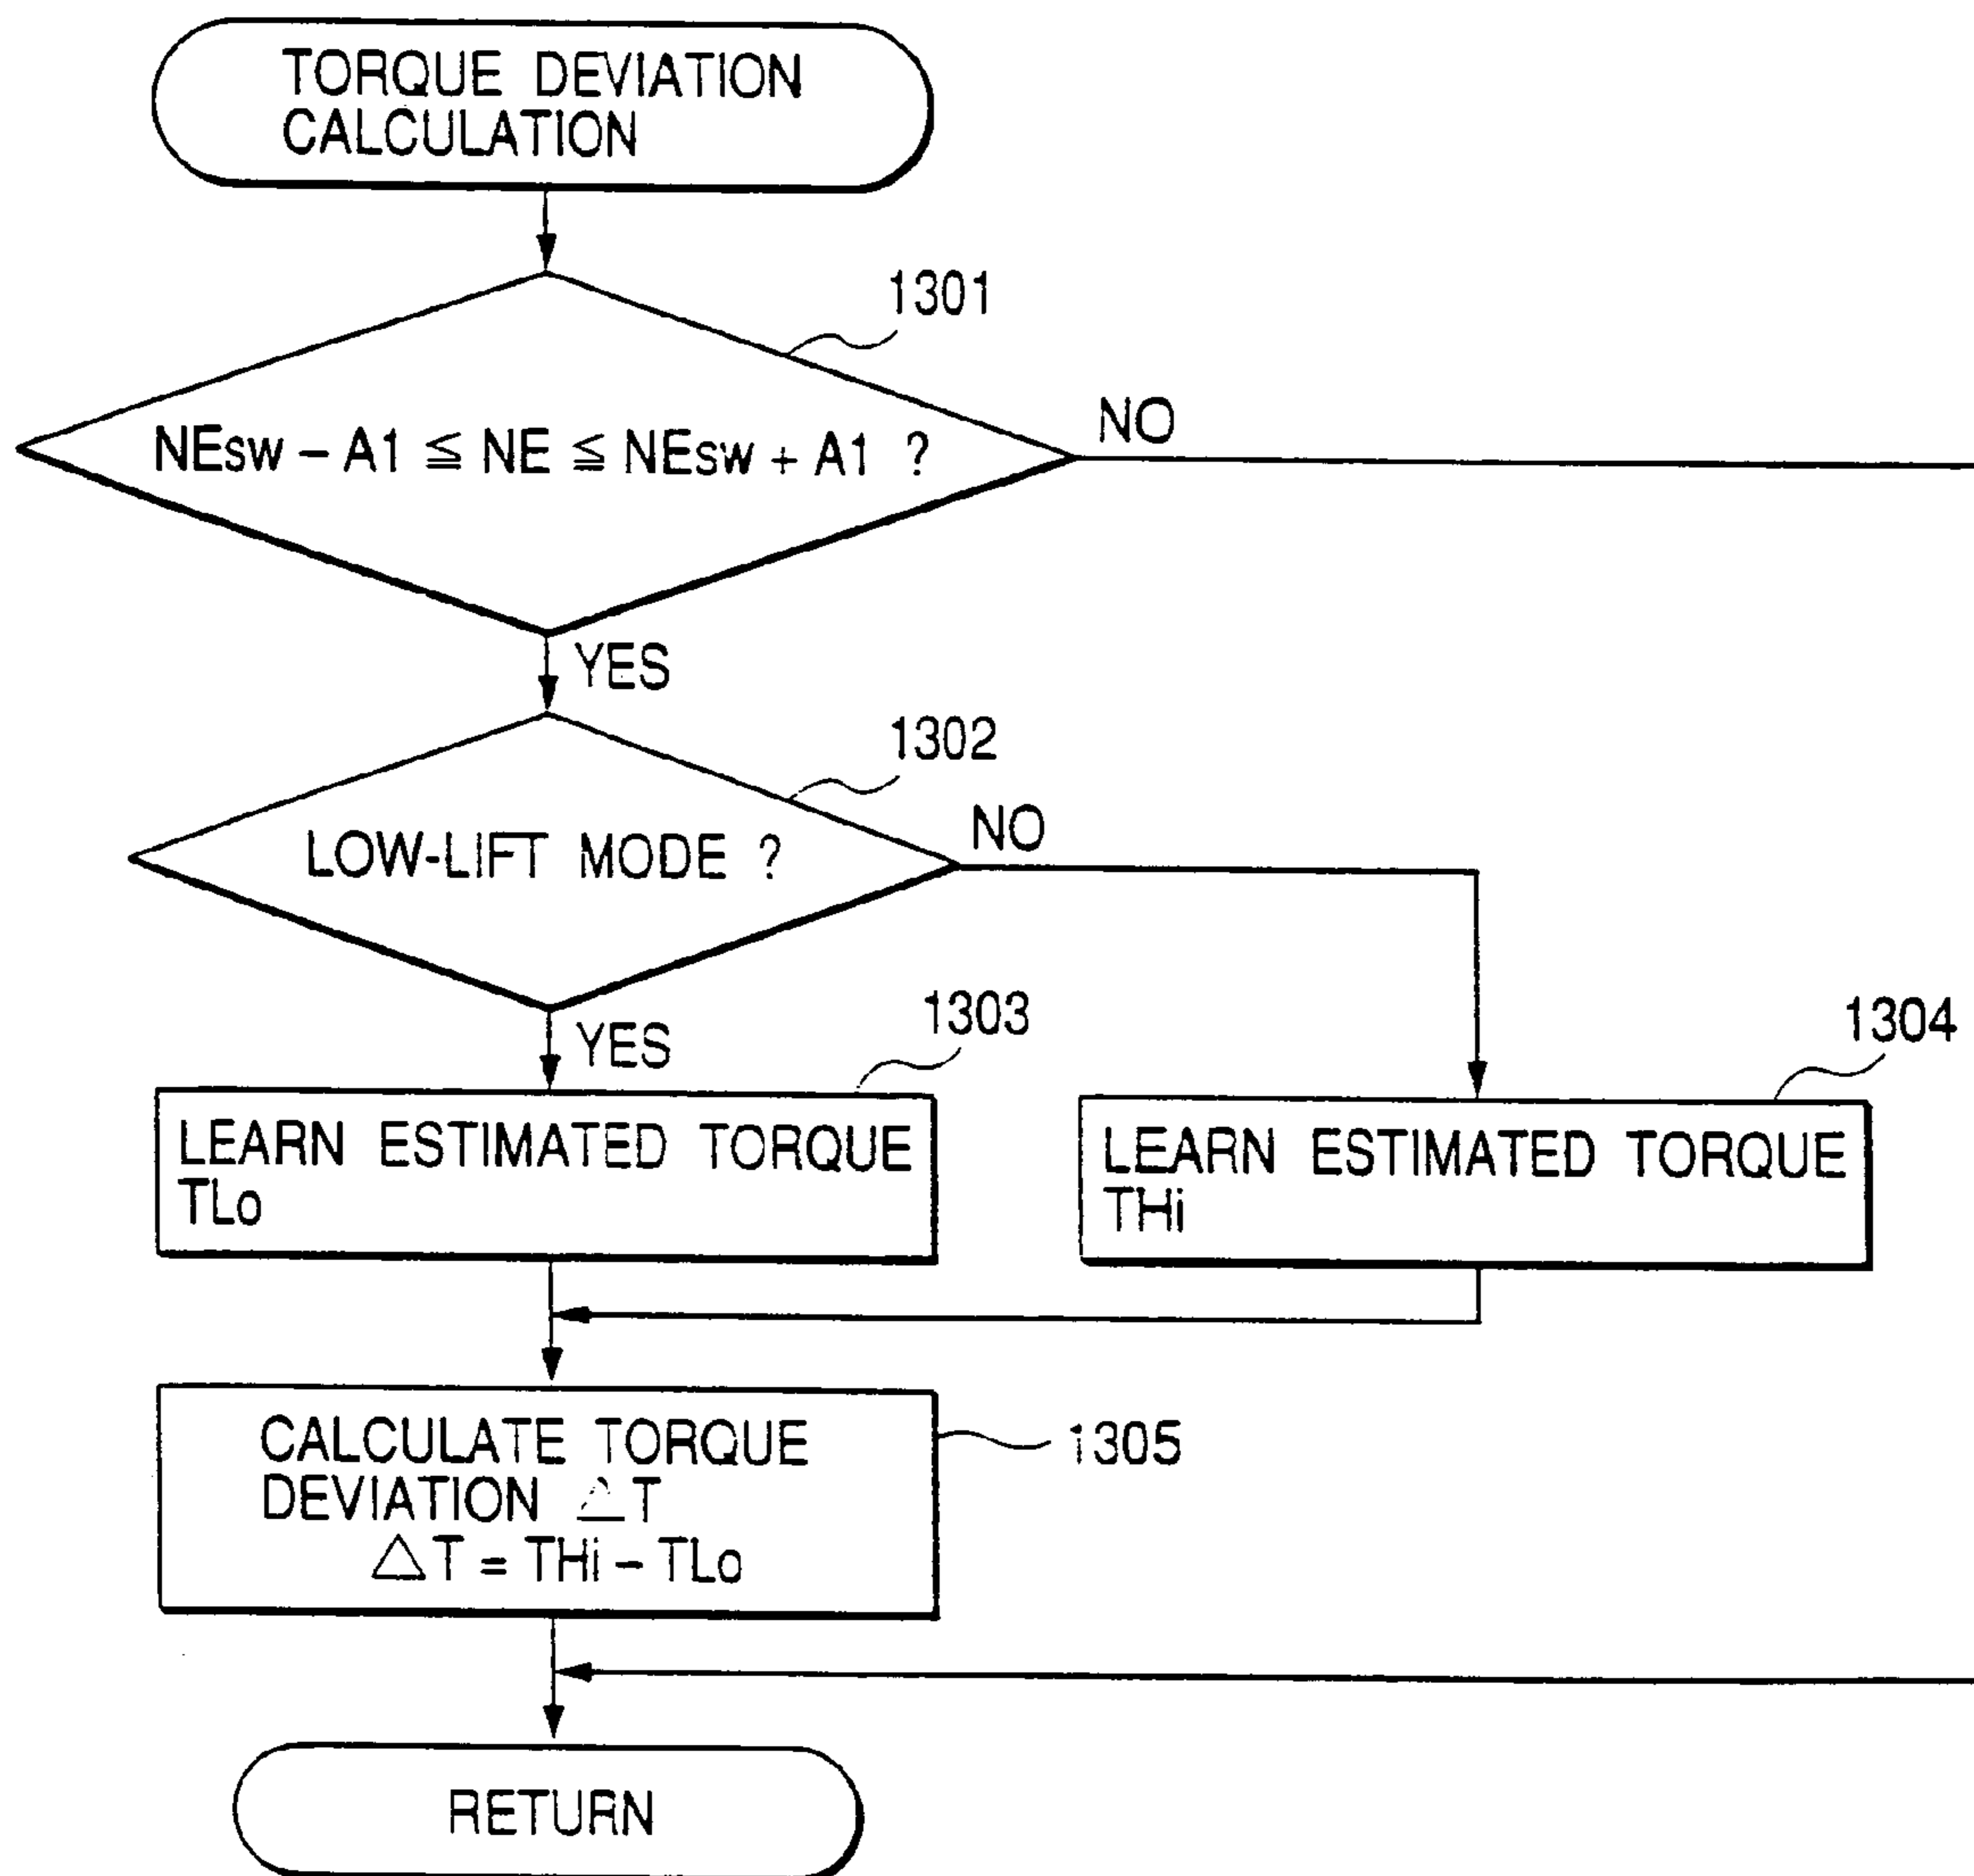 TORQUE DEVIATION
CALCULATION
1301
NEsw – A1 ≦ NE ≦ NEsw + A1 ?
NO
YES
1302
LOW-LIFT MODE ?
NO
YES
1303
1304
LEARN ESTIMATED TORQUE
TLo
LEARN ESTIMATED TORQUE
THi
CALCULATE TORQUE
DEVIATION △T
△T = THi – TLo
1305
RETURN